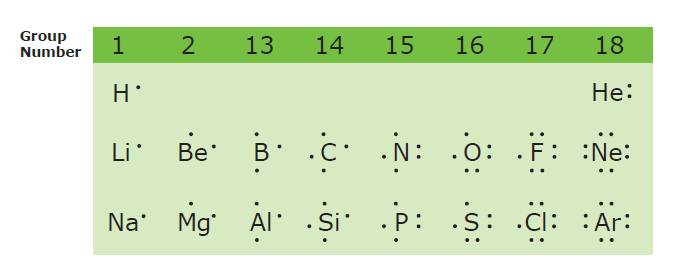 Group
Number 1 2 13 14 15 16 17 18
H He
Li Be B C N O F Ne
Na Mg Al Si P S Cl Ar